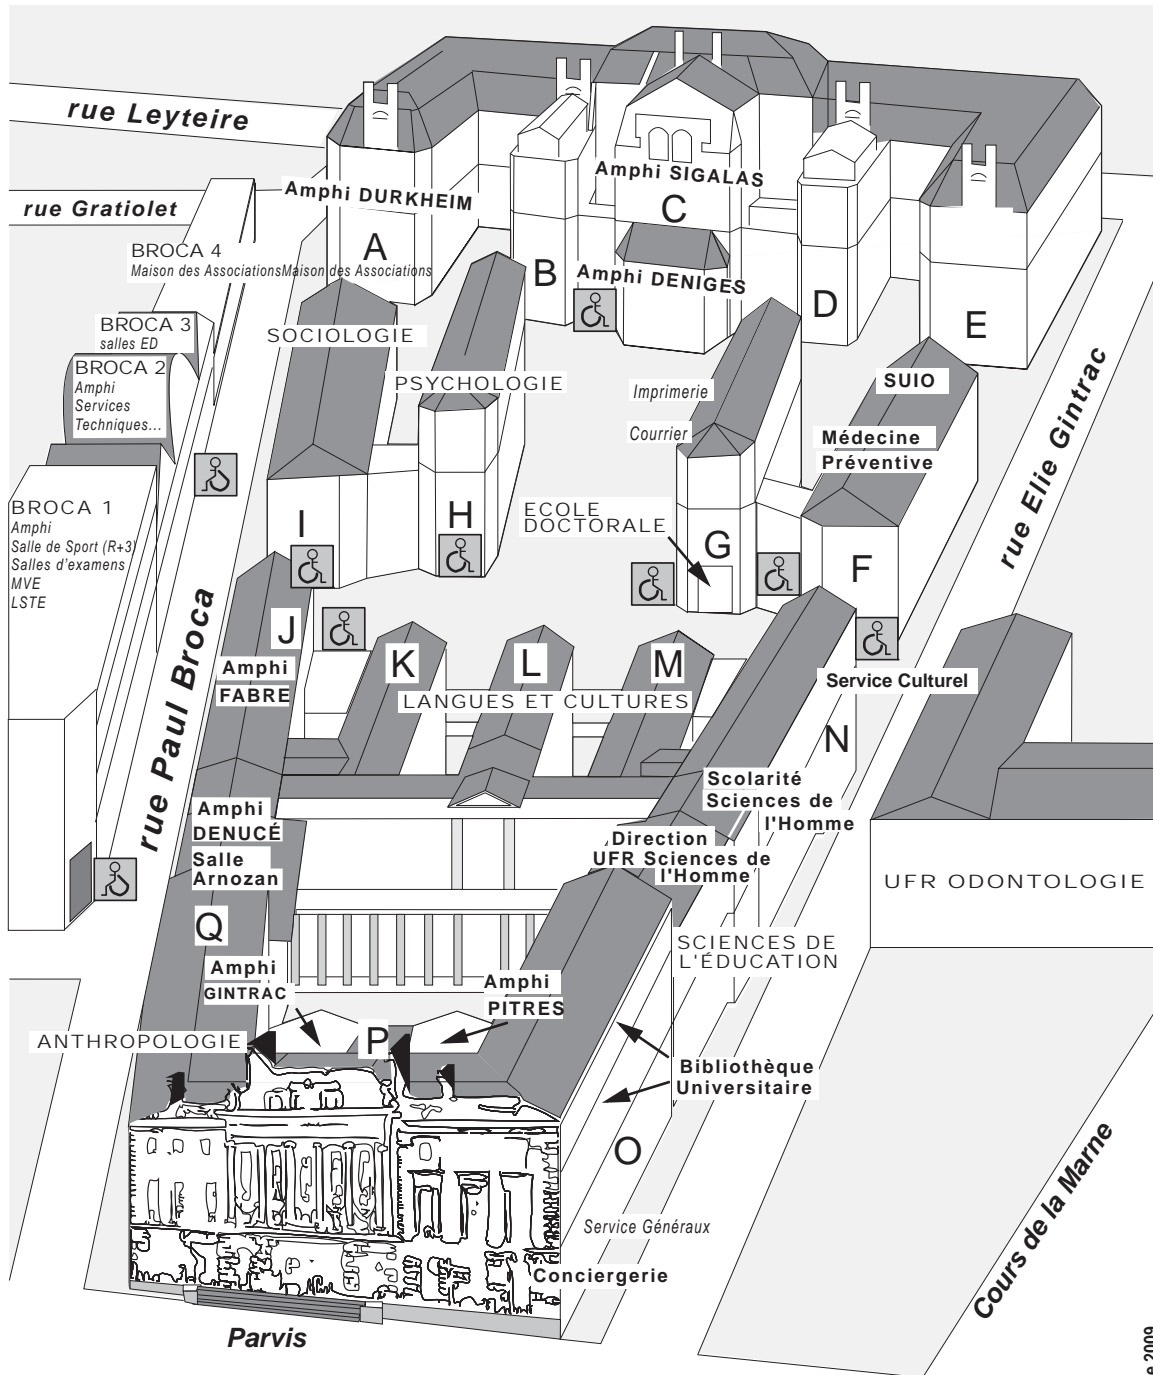 rue Leyteire
rue Gratiolet
Amphi DURKHEIM
Amphi SIGALAS
A
B
C
D
E
Amphi DENIGES
BROCA 4
Maison des AssociationsMaison des Associations
BROCA 3
salles ED
BROCA 2
Amphi
Services
Techniques...
BROCA 1
Amphi
Salle de Sport (R+3)
Salles d'examens
MVE
LSTE
SOCIOLOGIE
PSYCHOLOGIE
Imprimerie
Courrier
SUIO
Médecine
Préventive
rue Elie Gintrac
ECOLE
DOCTORALE
I
H
G
F
rue Paul Broca
J
Amphi
FABRE
K
L
M
LANGUES ET CULTURES
Service Culturel
N
Scolarité
Sciences de
l'Homme
Amphi
DENUCÉ
Salle
Arnozan
Direction
UFR Sciences de
l'Homme
UFR ODONTOLOGIE
Q
SCIENCES DE
L'ÉDUCATION
Amphi
GINTRAC
Amphi
PITRES
ANTHROPOLOGIE
P
Bibliothèque
Universitaire
O
Service Généraux
Conciergerie
Cours de la Marne
Parvis
e 2009